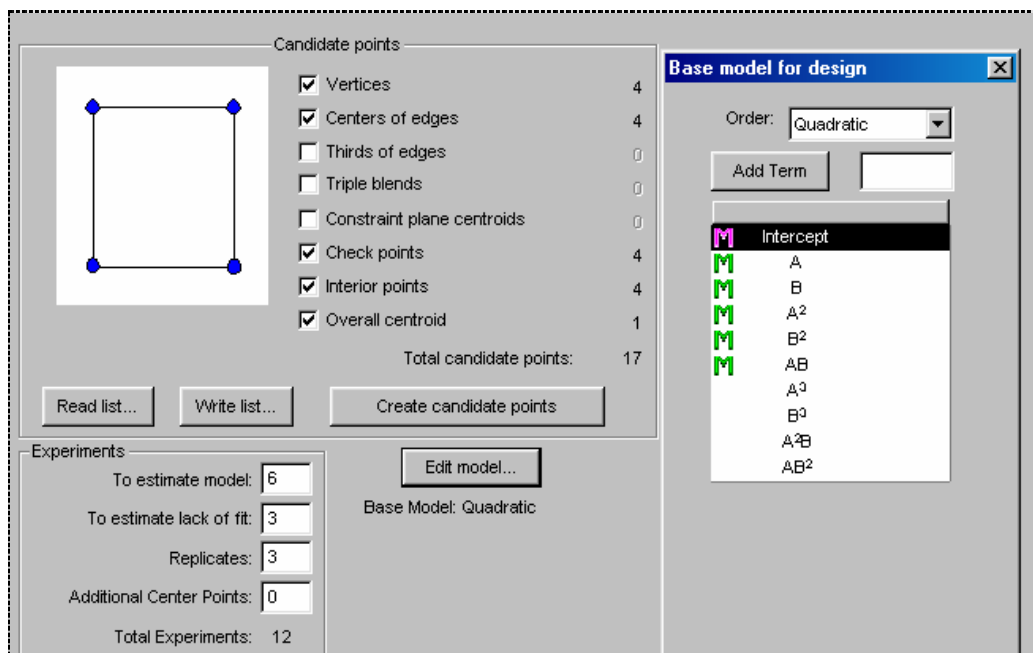 Candidate points
Vertices 4
Centers of edges 4
Thirds of edges 0
Triple blends 0
Constraint plane centroids 0
Check points 4
Interior points 4
Overall centroid 1
Total candidate points: 17
Read list... Write list... Create candidate points
Experiments
To estimate model: 6
To estimate lack of fit: 3
Replicates: 3
Additional Center Points: 0
Total Experiments: 12
Edit model...
Base Model: Quadratic
Base model for design
Order: Quadratic
Add Term
M Intercept
M A
M B
M A²
M B²
M AB
A³
B³
A²B
AB²